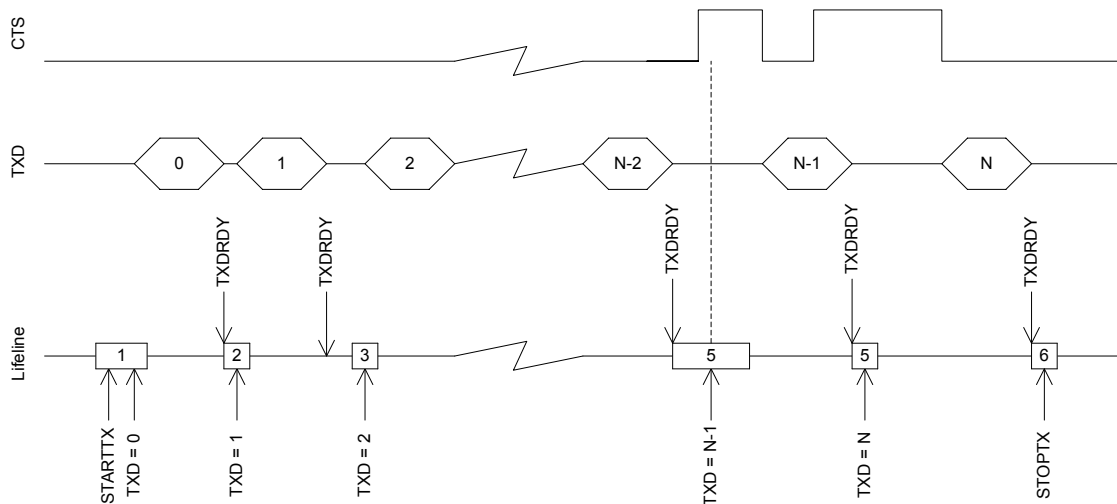 CTS
TXD
0
1
2
N-2
N-1
N
TXDRDY
TXDRDY
TXDRDY
TXDRDY
TXDRDY
Lifeline
1
2
3
5
5
6
STARTTX
TXD = 0
TXD = 1
TXD = 2
TXD = N-1
TXD = N
STOPTX